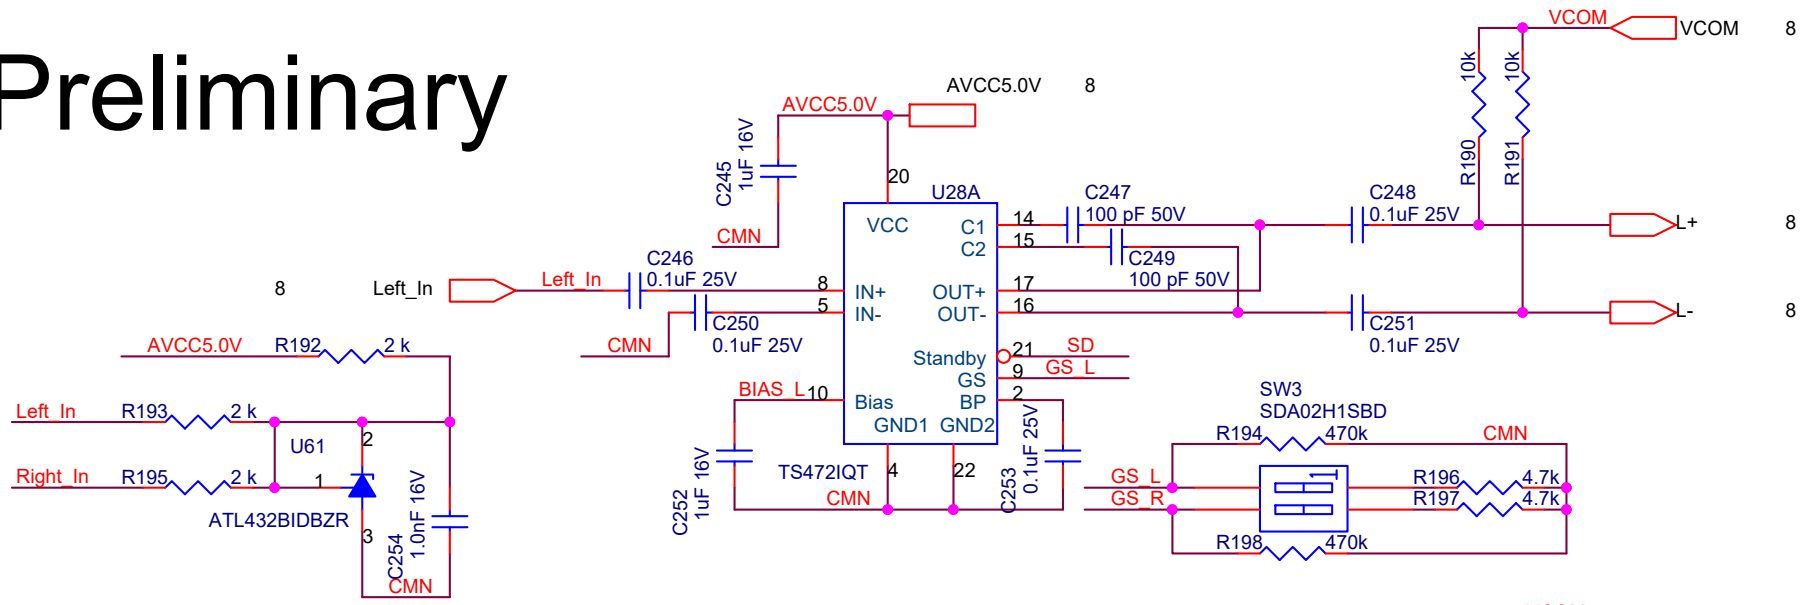 Preliminary
VCOM VCOM 8
10k 10k
R190 R191
AVCC5.0V 8
AVCC5.0V
C245
1uF 16V
CMN
20
U28A
VCC
C1 14
C2 15
C247
100 pF 50V
C249
100 pF 50V
C248
0.1uF 25V
L+ 8
8 Left_In Left_In
C246
0.1uF 25V
8 IN+
5 IN-
OUT+ 17
OUT- 16
C250
0.1uF 25V
CMN
C251
0.1uF 25V
L- 8
Standby 21 SD
GS 9 GS_L
BP 2
BIAS_L 10 Bias
GND1 GND2
4 22
TS472IQT
CMN
C252
1uF 16V
C253
0.1uF 25V
AVCC5.0V R192 2 k
Left_In R193 2 k
U61
2
Right_In R195 2 k
1
ATL432BIDBZR
3
C254
1.0nF 16V
CMN
SW3
SDA02H1SBD
R194 470k CMN
GS_L 1 R196 4.7k
GS_R R197 4.7k
R198 470k